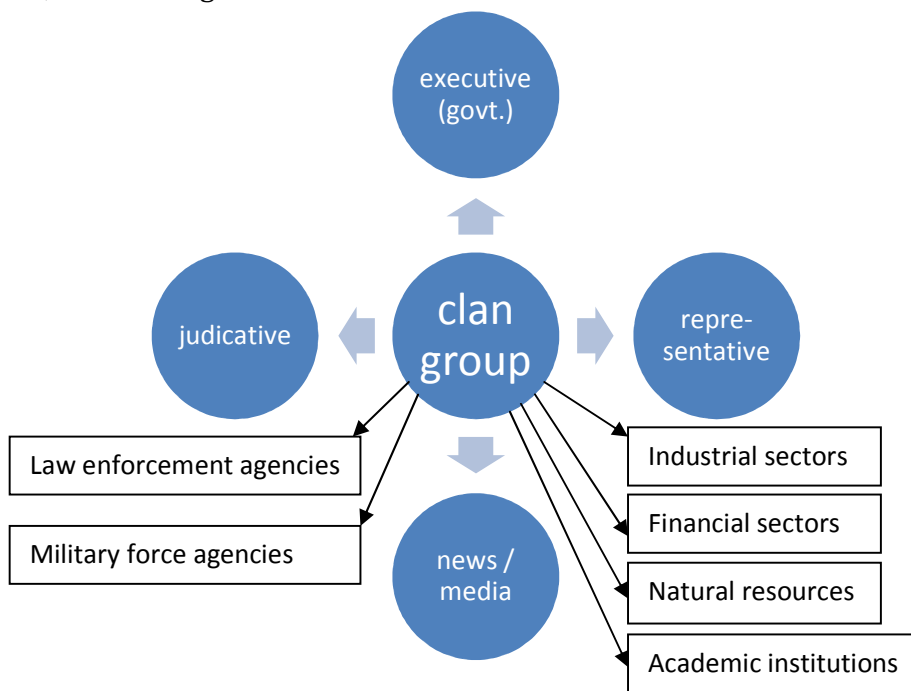 executive
(govt.)
judicative
clan
group
repre-
sentative
Law enforcement agencies
Military force agencies
news /
media
Industrial sectors
Financial sectors
Natural resources
Academic institutions